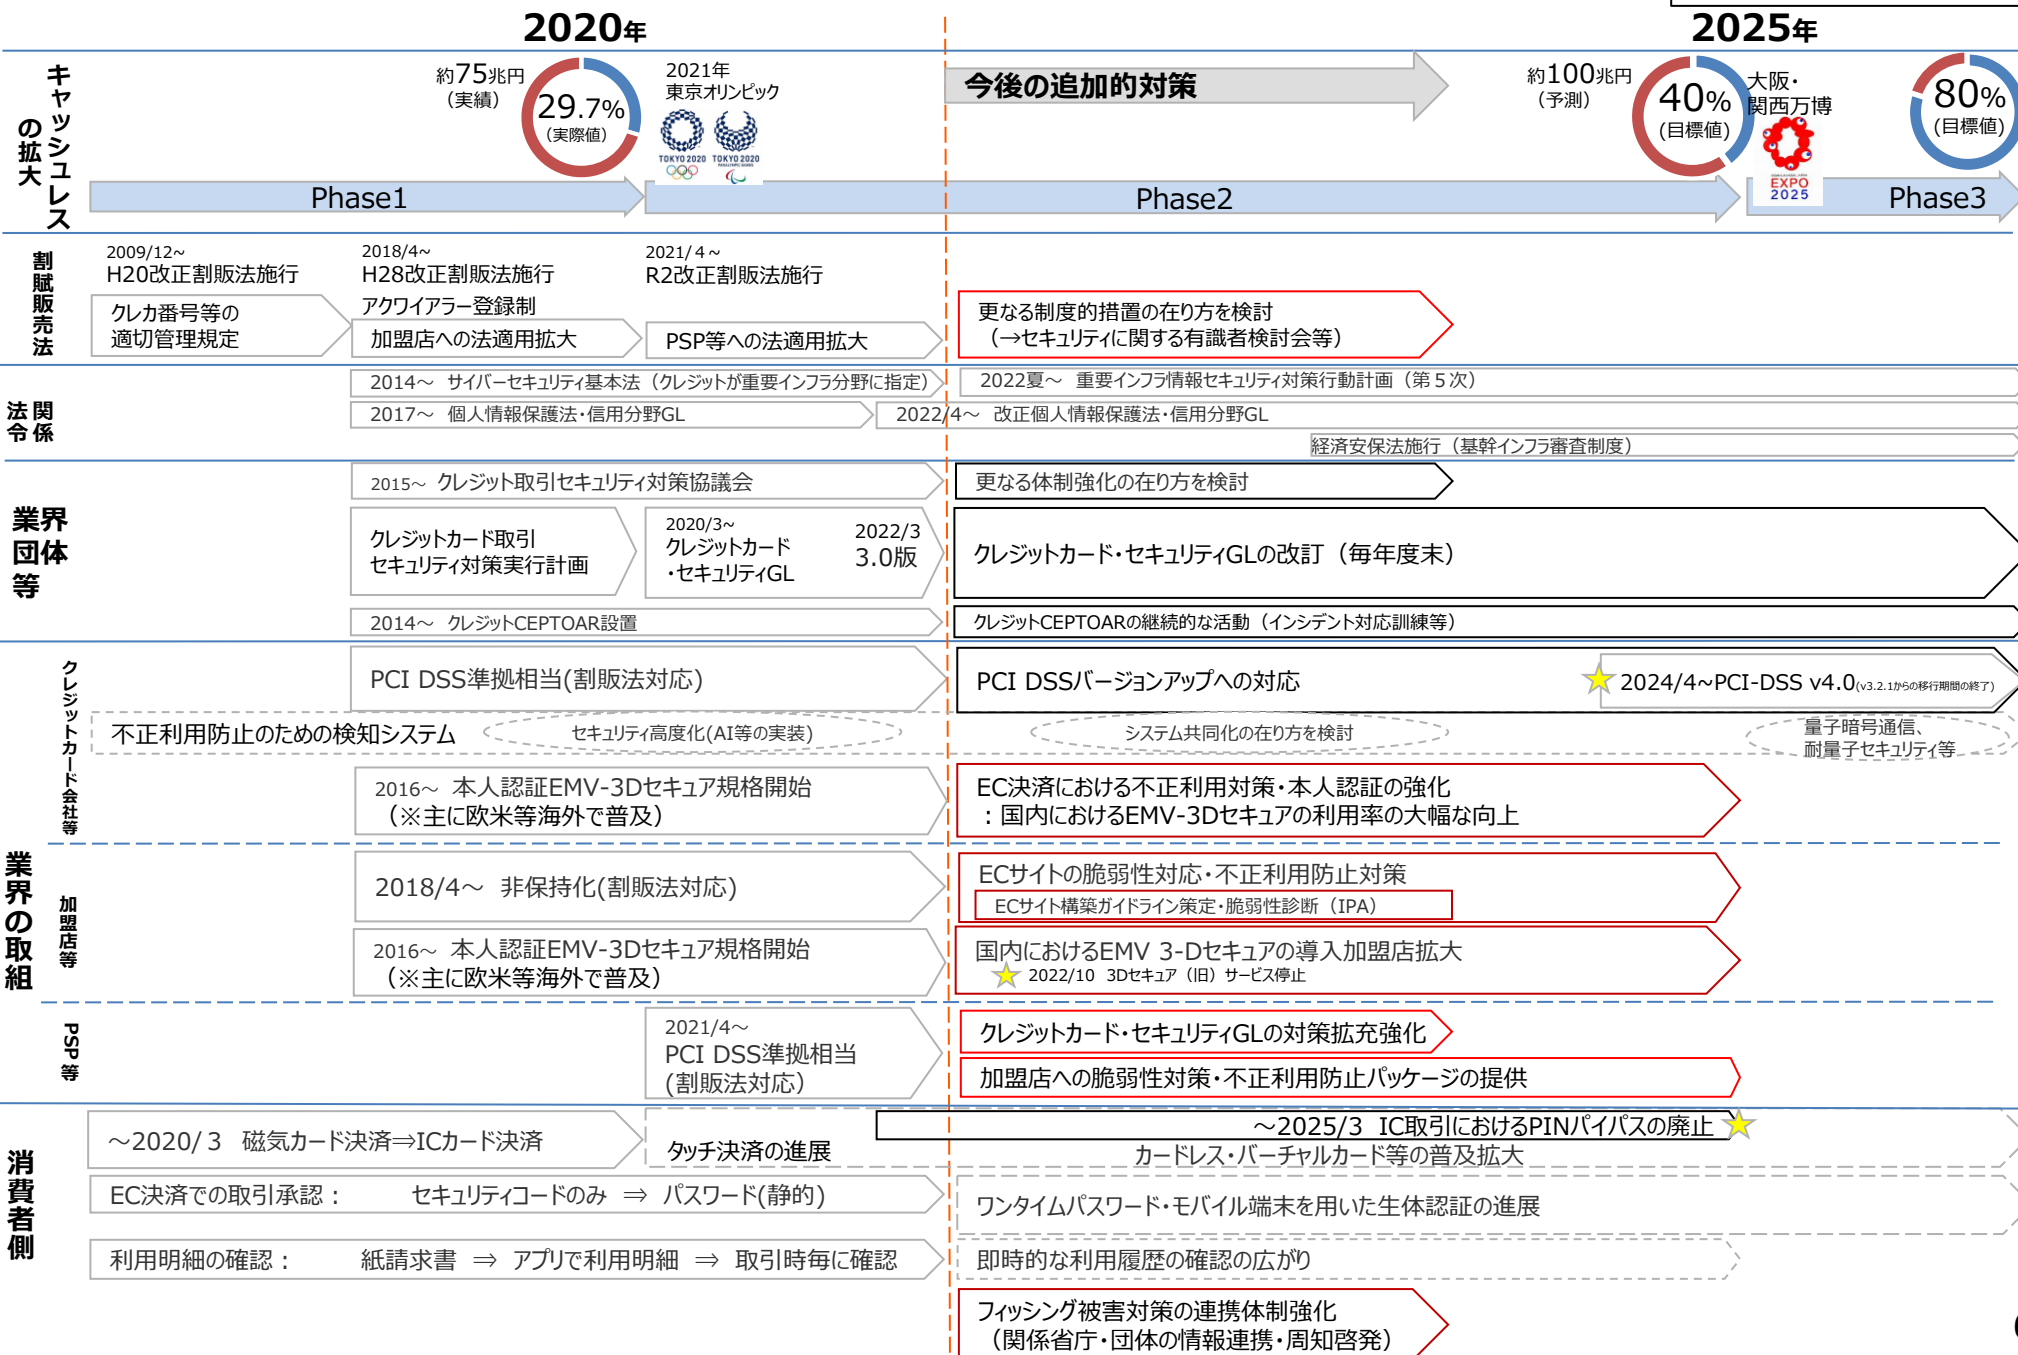 2020年
2025年
キャッシュレス
の拡大
約75兆円
(実績)
29.7%
(実際値)
2021年
東京オリンピック
TOKYO 2020
TOKYO 2020
今後の追加的対策
約100兆円
(予測)
40%
(目標値)
大阪・
関西万博
EXPO
2025
80%
(目標値)
Phase1
Phase2
Phase3
割賦販売法
2009/12~
H20改正割販法施行
クレカ番号等の
適切管理規定
2018/4~
H28改正割販法施行
アクワイアラー登録制
加盟店への法適用拡大
2021/4～
R2改正割販法施行
PSP等への法適用拡大
更なる制度的措置の在り方を検討
(→セキュリティに関する有識者検討会等)
関係
法令
2014～ サイバーセキュリティ基本法（クレジットが重要インフラ分野に指定）
2022夏～ 重要インフラ情報セキュリティ対策行動計画（第５次）
2017～ 個人情報保護法・信用分野GL
2022/4～ 改正個人情報保護法・信用分野GL
経済安保法施行（基幹インフラ審査制度）
業界
団体
等
2015～ クレジット取引セキュリティ対策協議会
更なる体制強化の在り方を検討
クレジットカード取引
セキュリティ対策実行計画
2020/3~
クレジットカード
・セキュリティGL
2022/3
3.0版
クレジットカード・セキュリティGLの改訂（毎年度末）
2014～ クレジットCEPTOAR設置
クレジットCEPTOARの継続的な活動（インシデント対応訓練等）
業界の取組
クレジットカード会社等
PCI DSS準拠相当(割販法対応)
PCI DSSバージョンアップへの対応
2024/4~PCI-DSS v4.0(v3.2.1からの移行期間の終了)
不正利用防止のための検知システム
セキュリティ高度化(AI等の実装)
システム共同化の在り方を検討
量子暗号通信、
耐量子セキュリティ等
2016～ 本人認証EMV-3Dセキュア規格開始
（※主に欧米等海外で普及）
EC決済における不正利用対策・本人認証の強化
：国内におけるEMV-3Dセキュアの利用率の大幅な向上
加盟店等
2018/4～ 非保持化(割販法対応)
ECサイトの脆弱性対応・不正利用防止対策
ECサイト構築ガイドライン策定・脆弱性診断（IPA）
2016～ 本人認証EMV-3Dセキュア規格開始
（※主に欧米等海外で普及）
国内におけるEMV 3-Dセキュアの導入加盟店拡大
2022/10 3Dセキュア（旧）サービス停止
PSP等
2021/4～
PCI DSS準拠相当
(割販法対応)
クレジットカード・セキュリティGLの対策拡充強化
加盟店への脆弱性対策・不正利用防止パッケージの提供
消費者側
～2020/3 磁気カード決済⇒ICカード決済
タッチ決済の進展
～2025/3 IC取引におけるPINバイパスの廃止
カードレス・バーチャルカード等の普及拡大
EC決済での取引承認： セキュリティコードのみ ⇒ パスワード(静的)
ワンタイムパスワード・モバイル端末を用いた生体認証の進展
利用明細の確認： 紙請求書 ⇒ アプリで利用明細 ⇒ 取引時毎に確認
即時的な利用履歴の確認の広がり
フィッシング被害対策の連携体制強化
（関係省庁・団体の情報連携・周知啓発）